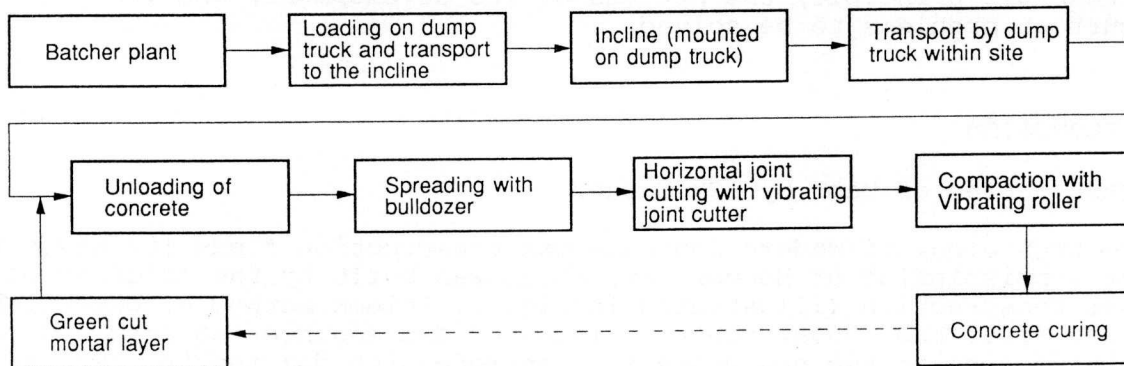 Batcher plant
Loading on dump
truck and transport
to the incline
Incline (mounted
on dump truck)
Transport by dump
truck within site
Unloading of
concrete
Spreading with
bulldozer
Horizontal joint
cutting with vibrating
joint cutter
Compaction with
Vibrating roller
Green cut
mortar layer
Concrete curing